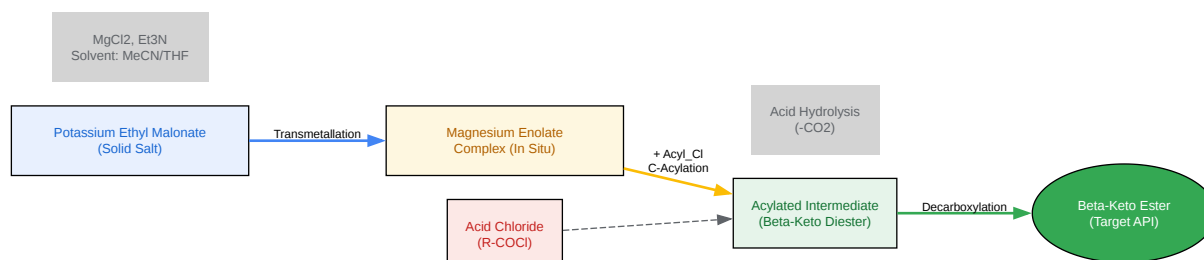 MgCl2, Et3N
Solvent: MeCN/THF
Potassium Ethyl Malonate
(Solid Salt)
Transmetallation
Magnesium Enolate
Complex (In Situ)
+ Acyl_Cl
C-Acylation
Acid Chloride
(R-COCl)
Acid Hydrolysis
(-CO2)
Acylated Intermediate
(Beta-Keto Diester)
Decarboxylation
Beta-Keto Ester
(Target API)